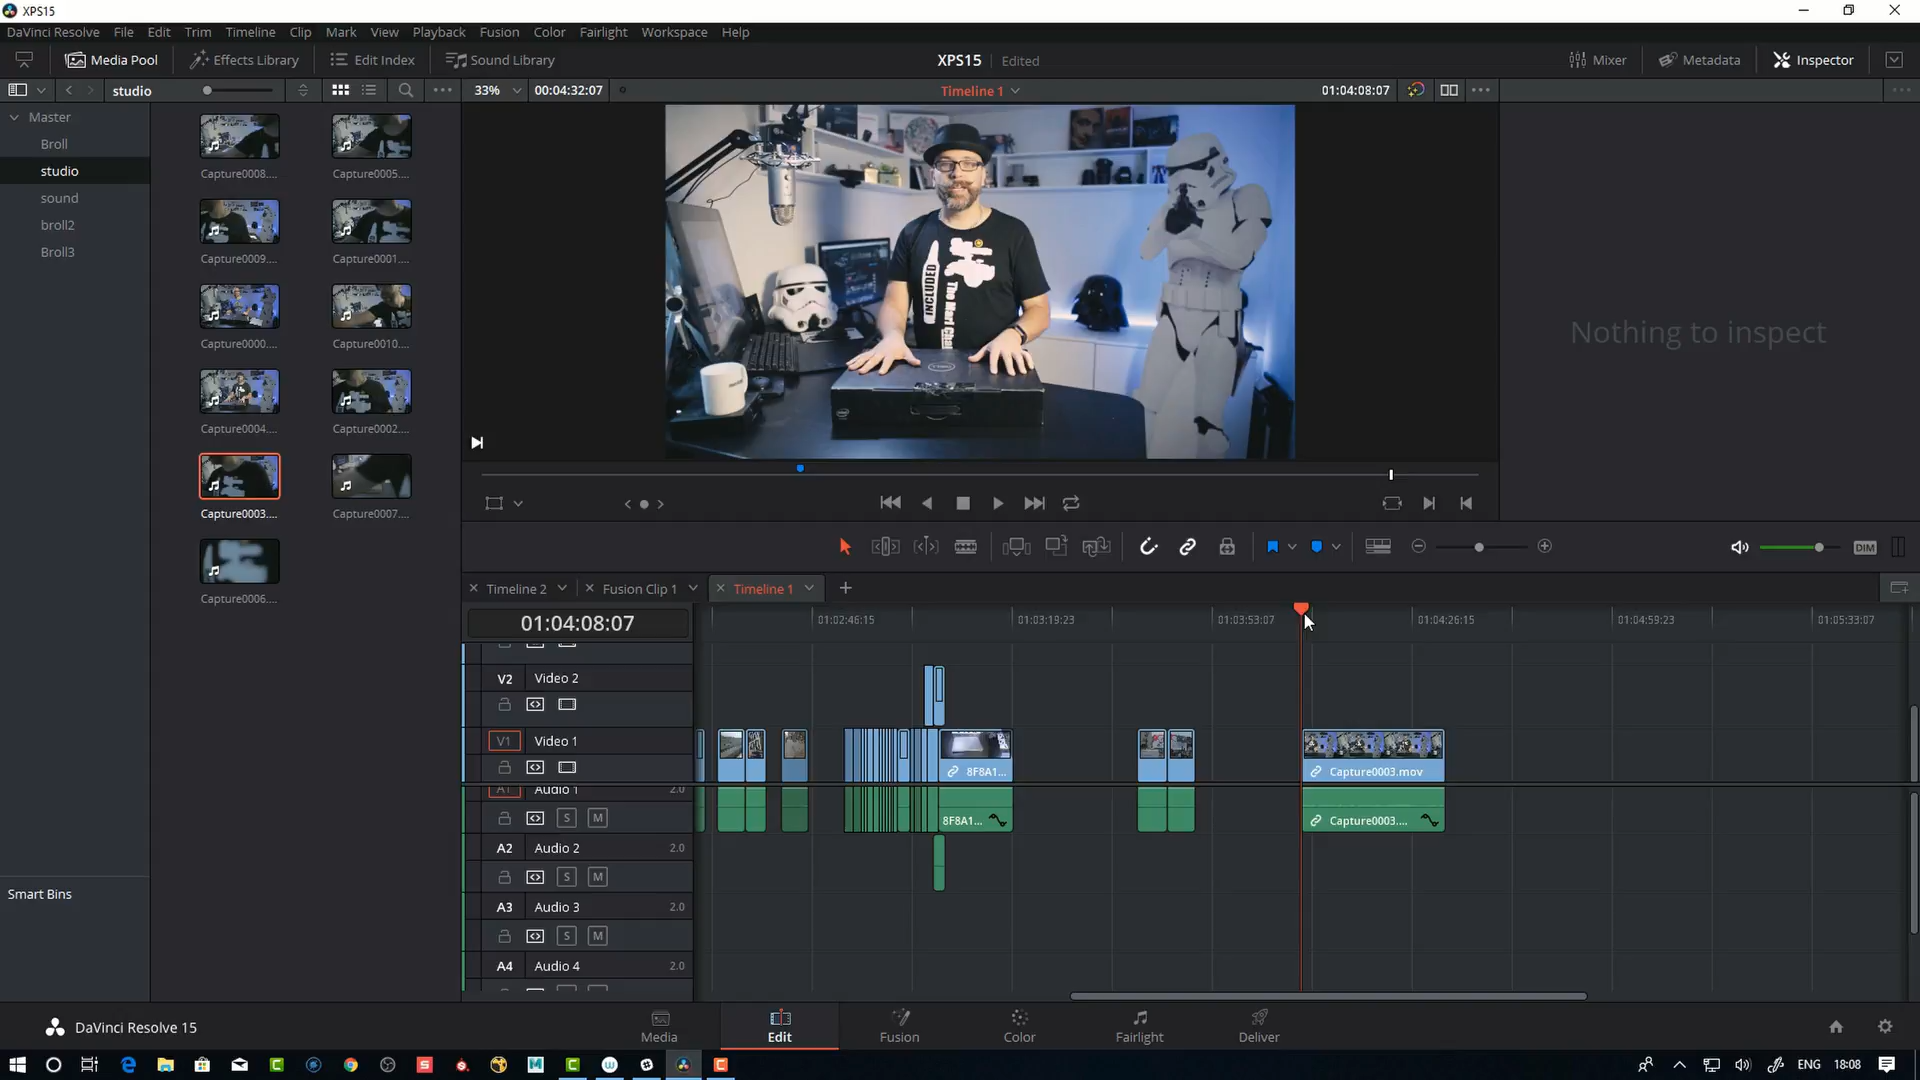 XPS15
DaVinci Resolve File Edit Trim Timeline Clip Mark View Playback Fusion Color Fairlight Workspace Help
Media Pool Effects Library Edit Index Sound Library XPS15 Edited Mixer Metadata Inspector
studio 33% 00:04:32:07 Timeline 1 01:04:08:07
Master
Broll
studio
sound
broll2
Broll3
Capture0008.... Capture0005....
Capture0009.... Capture0001....
Capture0000.... Capture0010....
Capture0004.... Capture0002....
Capture0003.... Capture0007....
Capture0006....
INCLUDED
Nothing to inspect
DIM
Timeline 2 Fusion Clip 1 Timeline 1
01:04:08:07 01:02:46:15 01:03:19:23 01:03:53:07 01:04:26:15 01:04:59:23 01:05:33:07
V2 Video 2
V1 Video 1
8F8A1... Capture0003.mov
A1 Audio 1 2.0
S M 8F8A1... Capture0003....
A2 Audio 2 2.0
S M
A3 Audio 3 2.0
S M
A4 Audio 4 2.0
Smart Bins
DaVinci Resolve 15 Media Edit Fusion Color Fairlight Deliver
ENG 18:08